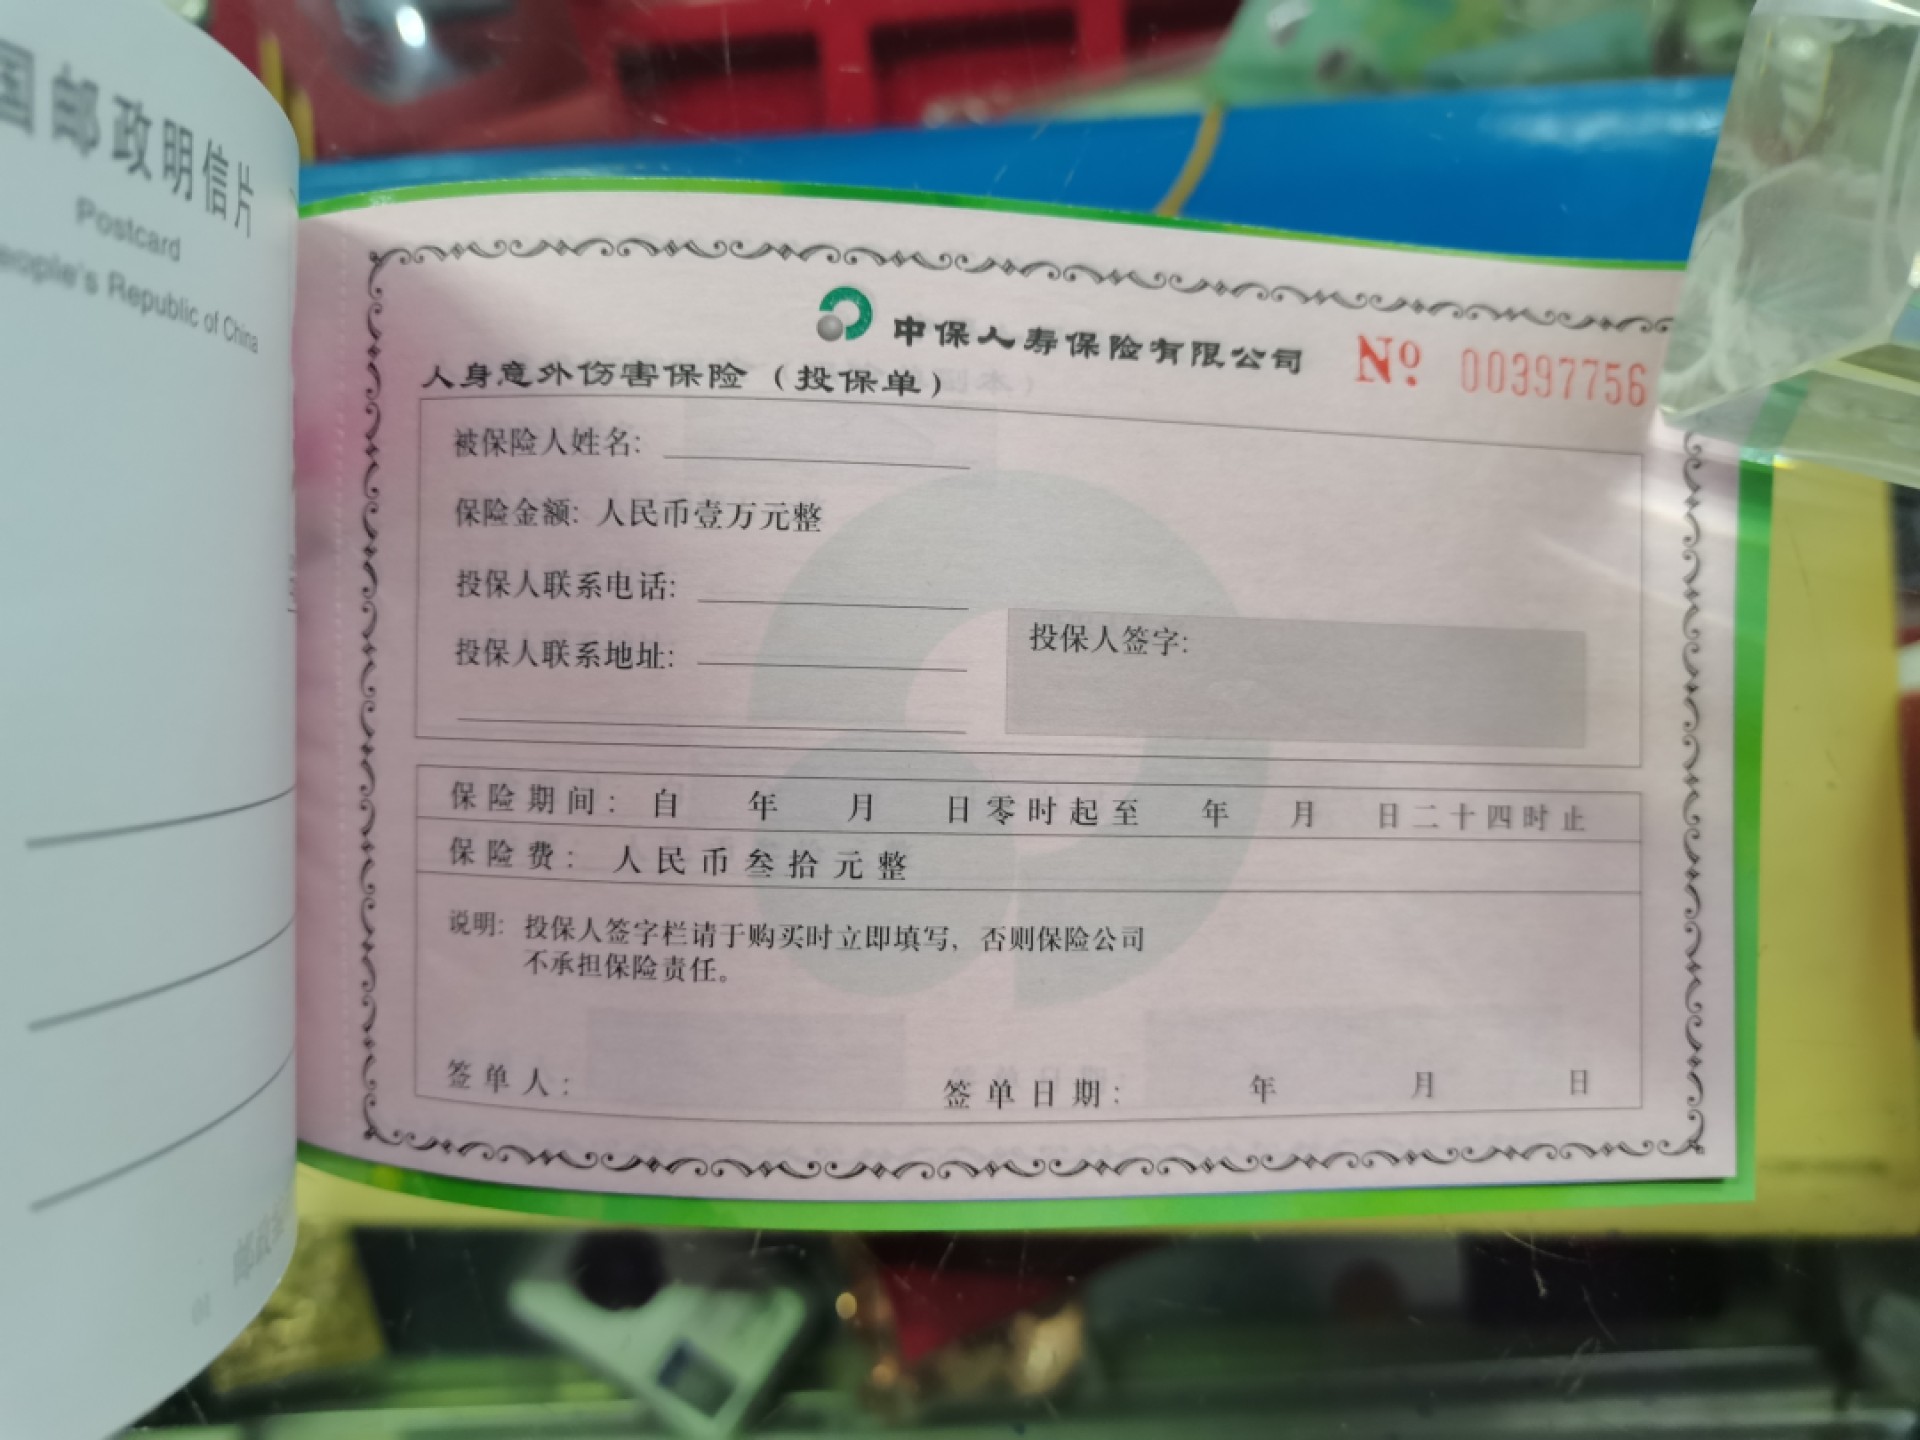 国邮政明信片
Postcard
eople's Republic of China
中保人寿保险有限公司
№ 00397756
人身意外伤害保险（投保单）
被保险人姓名：
保险金额：人民币壹万元整
投保人联系电话：
投保人联系地址：
投保人签字：
保险期间：自 年 月 日零时起至 年 月 日二十四时止
保险费：人民币叁拾元整
说明：投保人签字栏请于购买时立即填写，否则保险公司
不承担保险责任。
签单人：
签单日期： 年 月 日